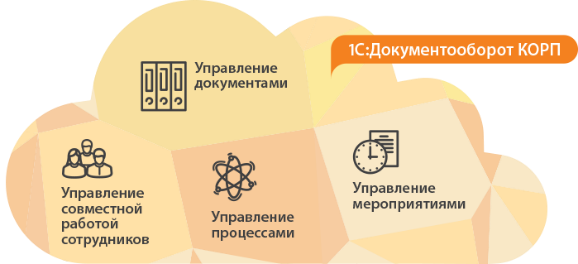 1С:Документооборот КОРП
Управление
документами
Управление
совместной
работой
сотрудников
Управление
процессами
Управление
мероприятиями